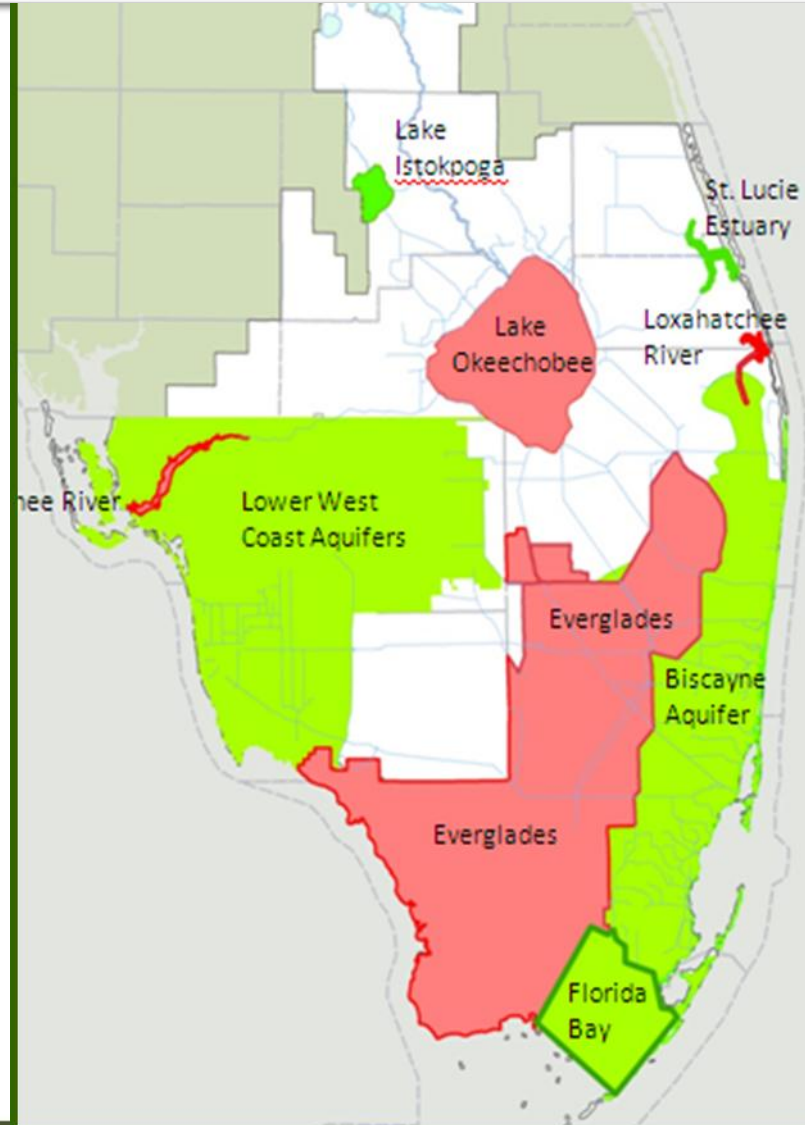 Lake
Istokpoga
St. Lucie
Estuary
Lake
Okeechobee
Loxahatchee
River
hee River
Lower West
Coast Aquifers
Everglades
Biscayne
Aquifer
Everglades
Florida
Bay